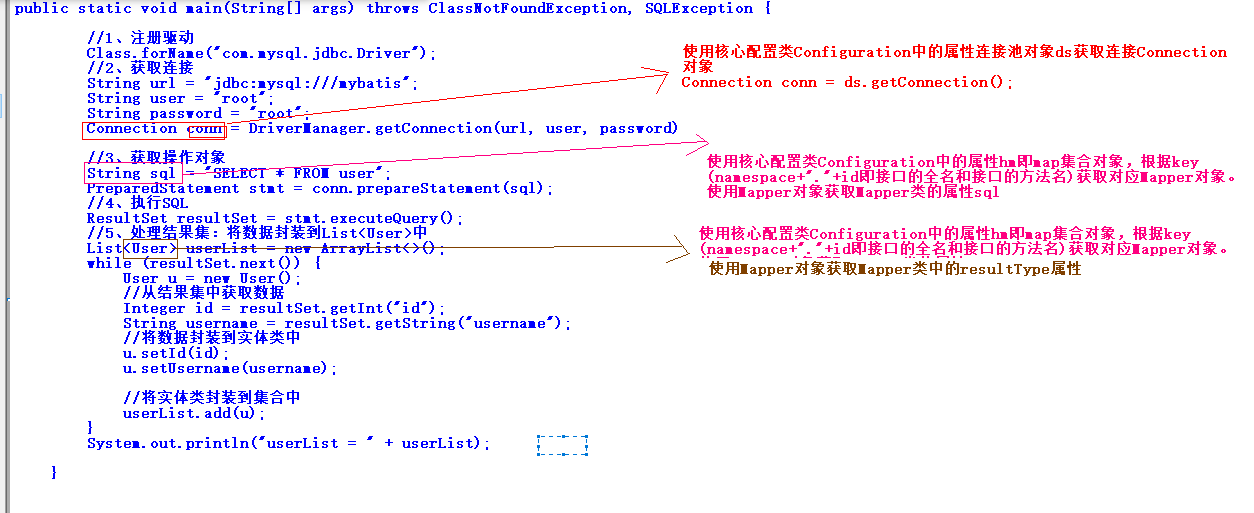 public static void main(String[] args) throws ClassNotFoundException, SQLException {
//1、注册驱动
Class.forName("com.mysql.jdbc.Driver");
//2、获取连接
String url = "jdbc:mysql:///mybatis";
String user = "root";
String password = "root";
Connection conn = DriverManager.getConnection(url, user, password)
//3、获取操作对象
String sql = "SELECT * FROM user";
PreparedStatement stmt = conn.prepareStatement(sql);
//4、执行SQL
ResultSet resultSet = stmt.executeQuery();
//5、处理结果集：将数据封装到List<User>中
List<User> userList = new ArrayList<>();
while (resultSet.next()) {
User u = new User();
//从结果集中获取数据
Integer id = resultSet.getInt("id");
String username = resultSet.getString("username");
//将数据封装到实体类中
u.setId(id);
u.setUsername(username);
//将实体类封装到集合中
userList.add(u);
}
System.out.println("userList = " + userList);
}
使用核心配置类Configuration中的属性连接池对象ds获取连接Connection
对象
Connection conn = ds.getConnection();
使用核心配置类Configuration中的属性hm即map集合对象，根据key
(namespace+"."+id即接口的全名和接口的方法名)获取对应Mapper对象。
使用Mapper对象获取Mapper类的属性sql
使用核心配置类Configuration中的属性hm即map集合对象，根据key
(namespace+"."+id即接口的全名和接口的方法名)获取对应Mapper对象。
使用Mapper对象获取Mapper类中的resultType属性